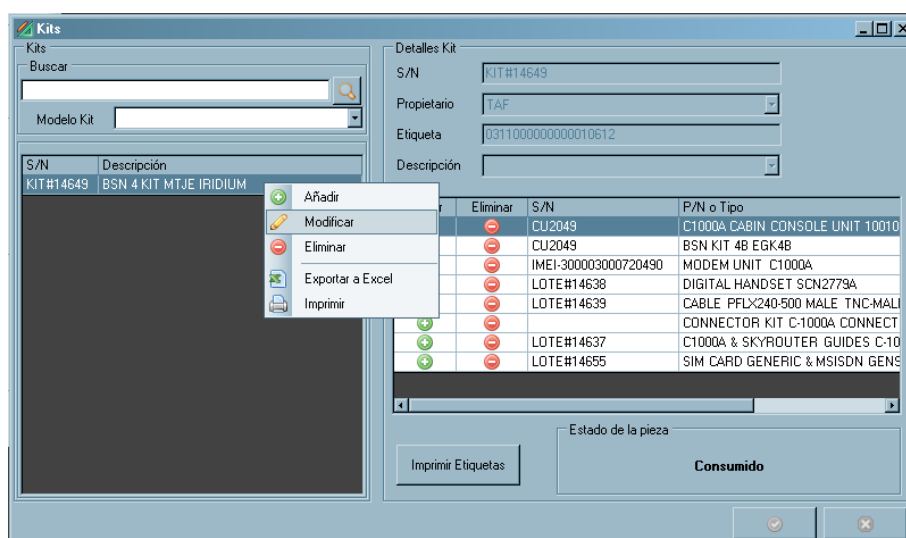 Kits
Kits
Buscar
Modelo Kit
S/N Descripción
KIT#14649 BSN 4 KIT MTJE IRIDIUM
Añadir
Modificar
Eliminar
Exportar a Excel
Imprimir
Detalles Kit
S/N KIT#14649
Propietario TAF
Etiqueta 0311000000000010612
Descripción
r Eliminar S/N P/N o Tipo
CU2049 C1000A CABIN CONSOLE UNIT 10010
CU2049 BSN KIT 4B EGK4B
IMEI-300003000720490 MODEM UNIT C1000A
LOTE#14638 DIGITAL HANDSET SCN2779A
LOTE#14639 CABLE PFLX240-500 MALE TNC-MALI
CONNECTOR KIT C-1000A CONNECT
LOTE#14637 C1000A & SKYROUTER GUIDES C-10
LOTE#14655 SIM CARD GENERIC & MSISDN GENS
Imprimir Etiquetas
Estado de la pieza
Consumido